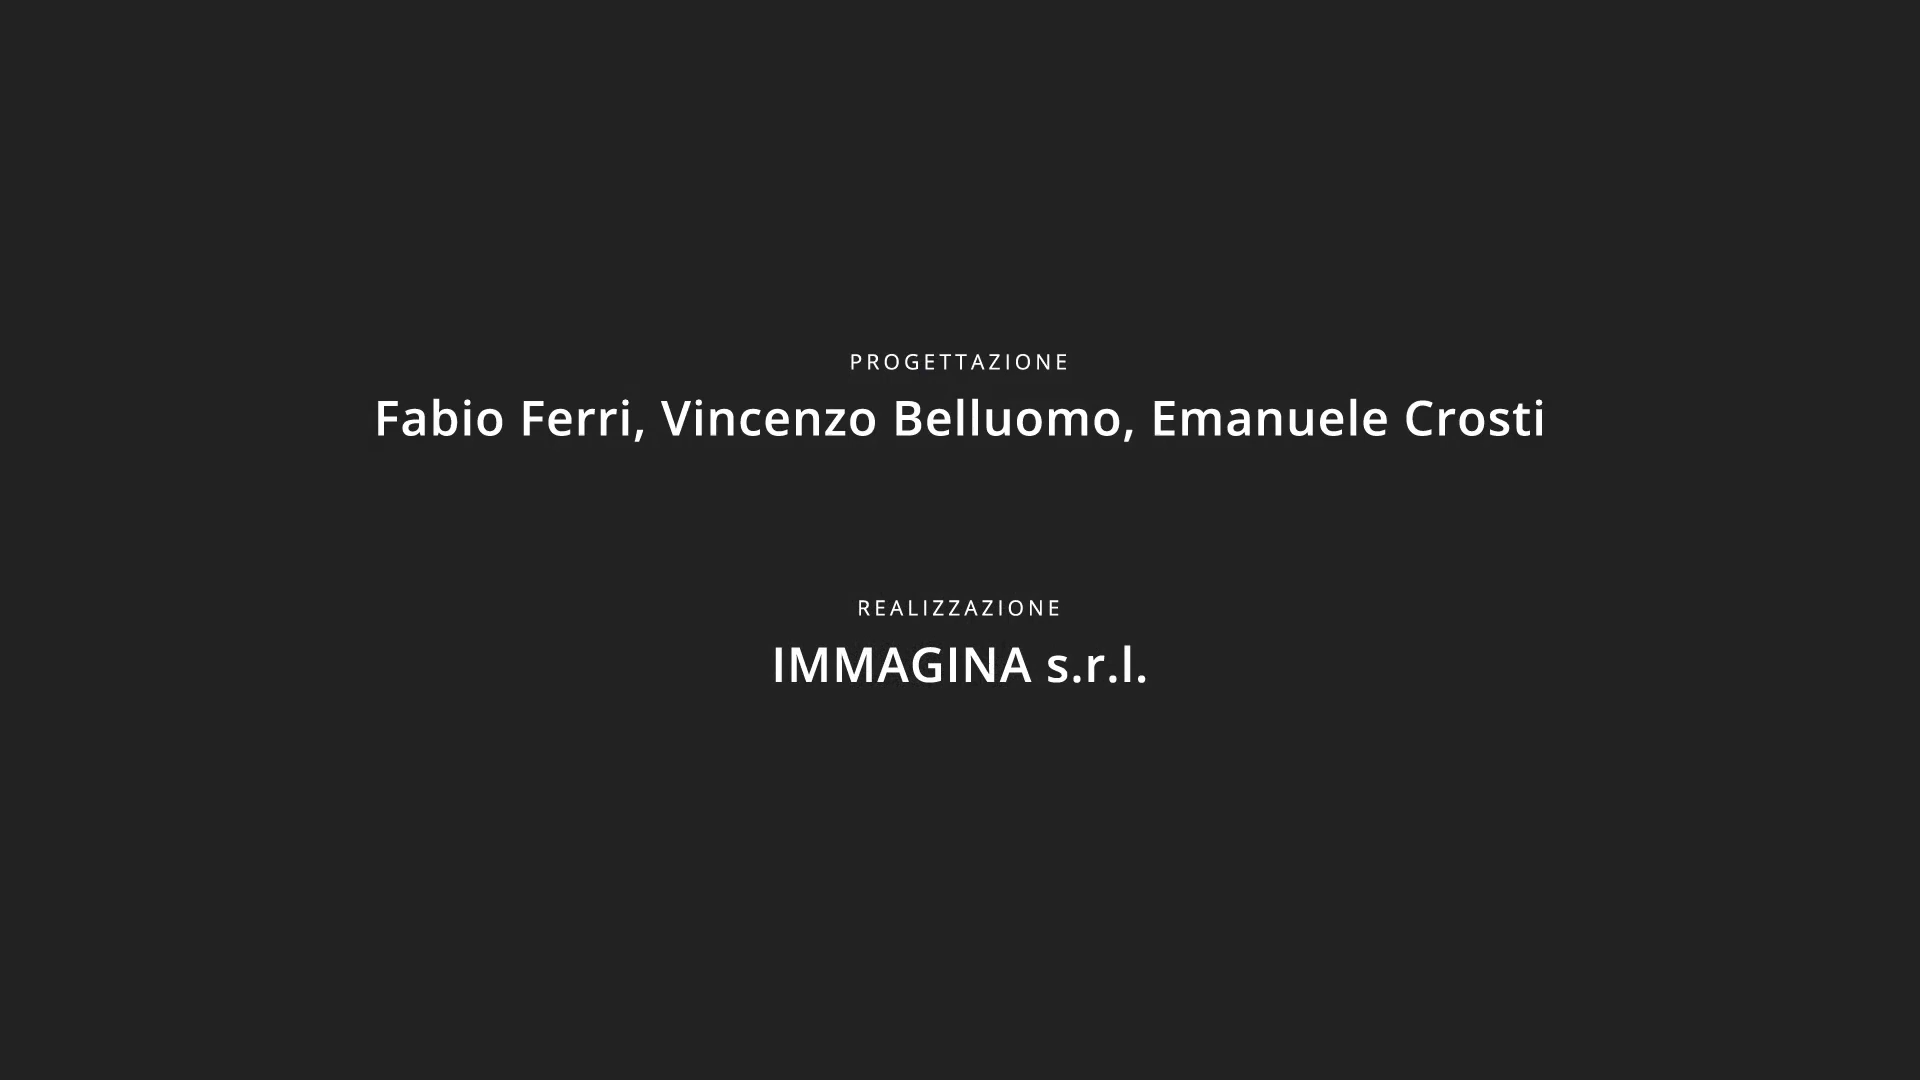 PROGETTAZIONE
Fabio Ferri, Vincenzo Belluomo, Emanuele Crosti
REALIZZAZIONE
IMMAGINA s.r.l.